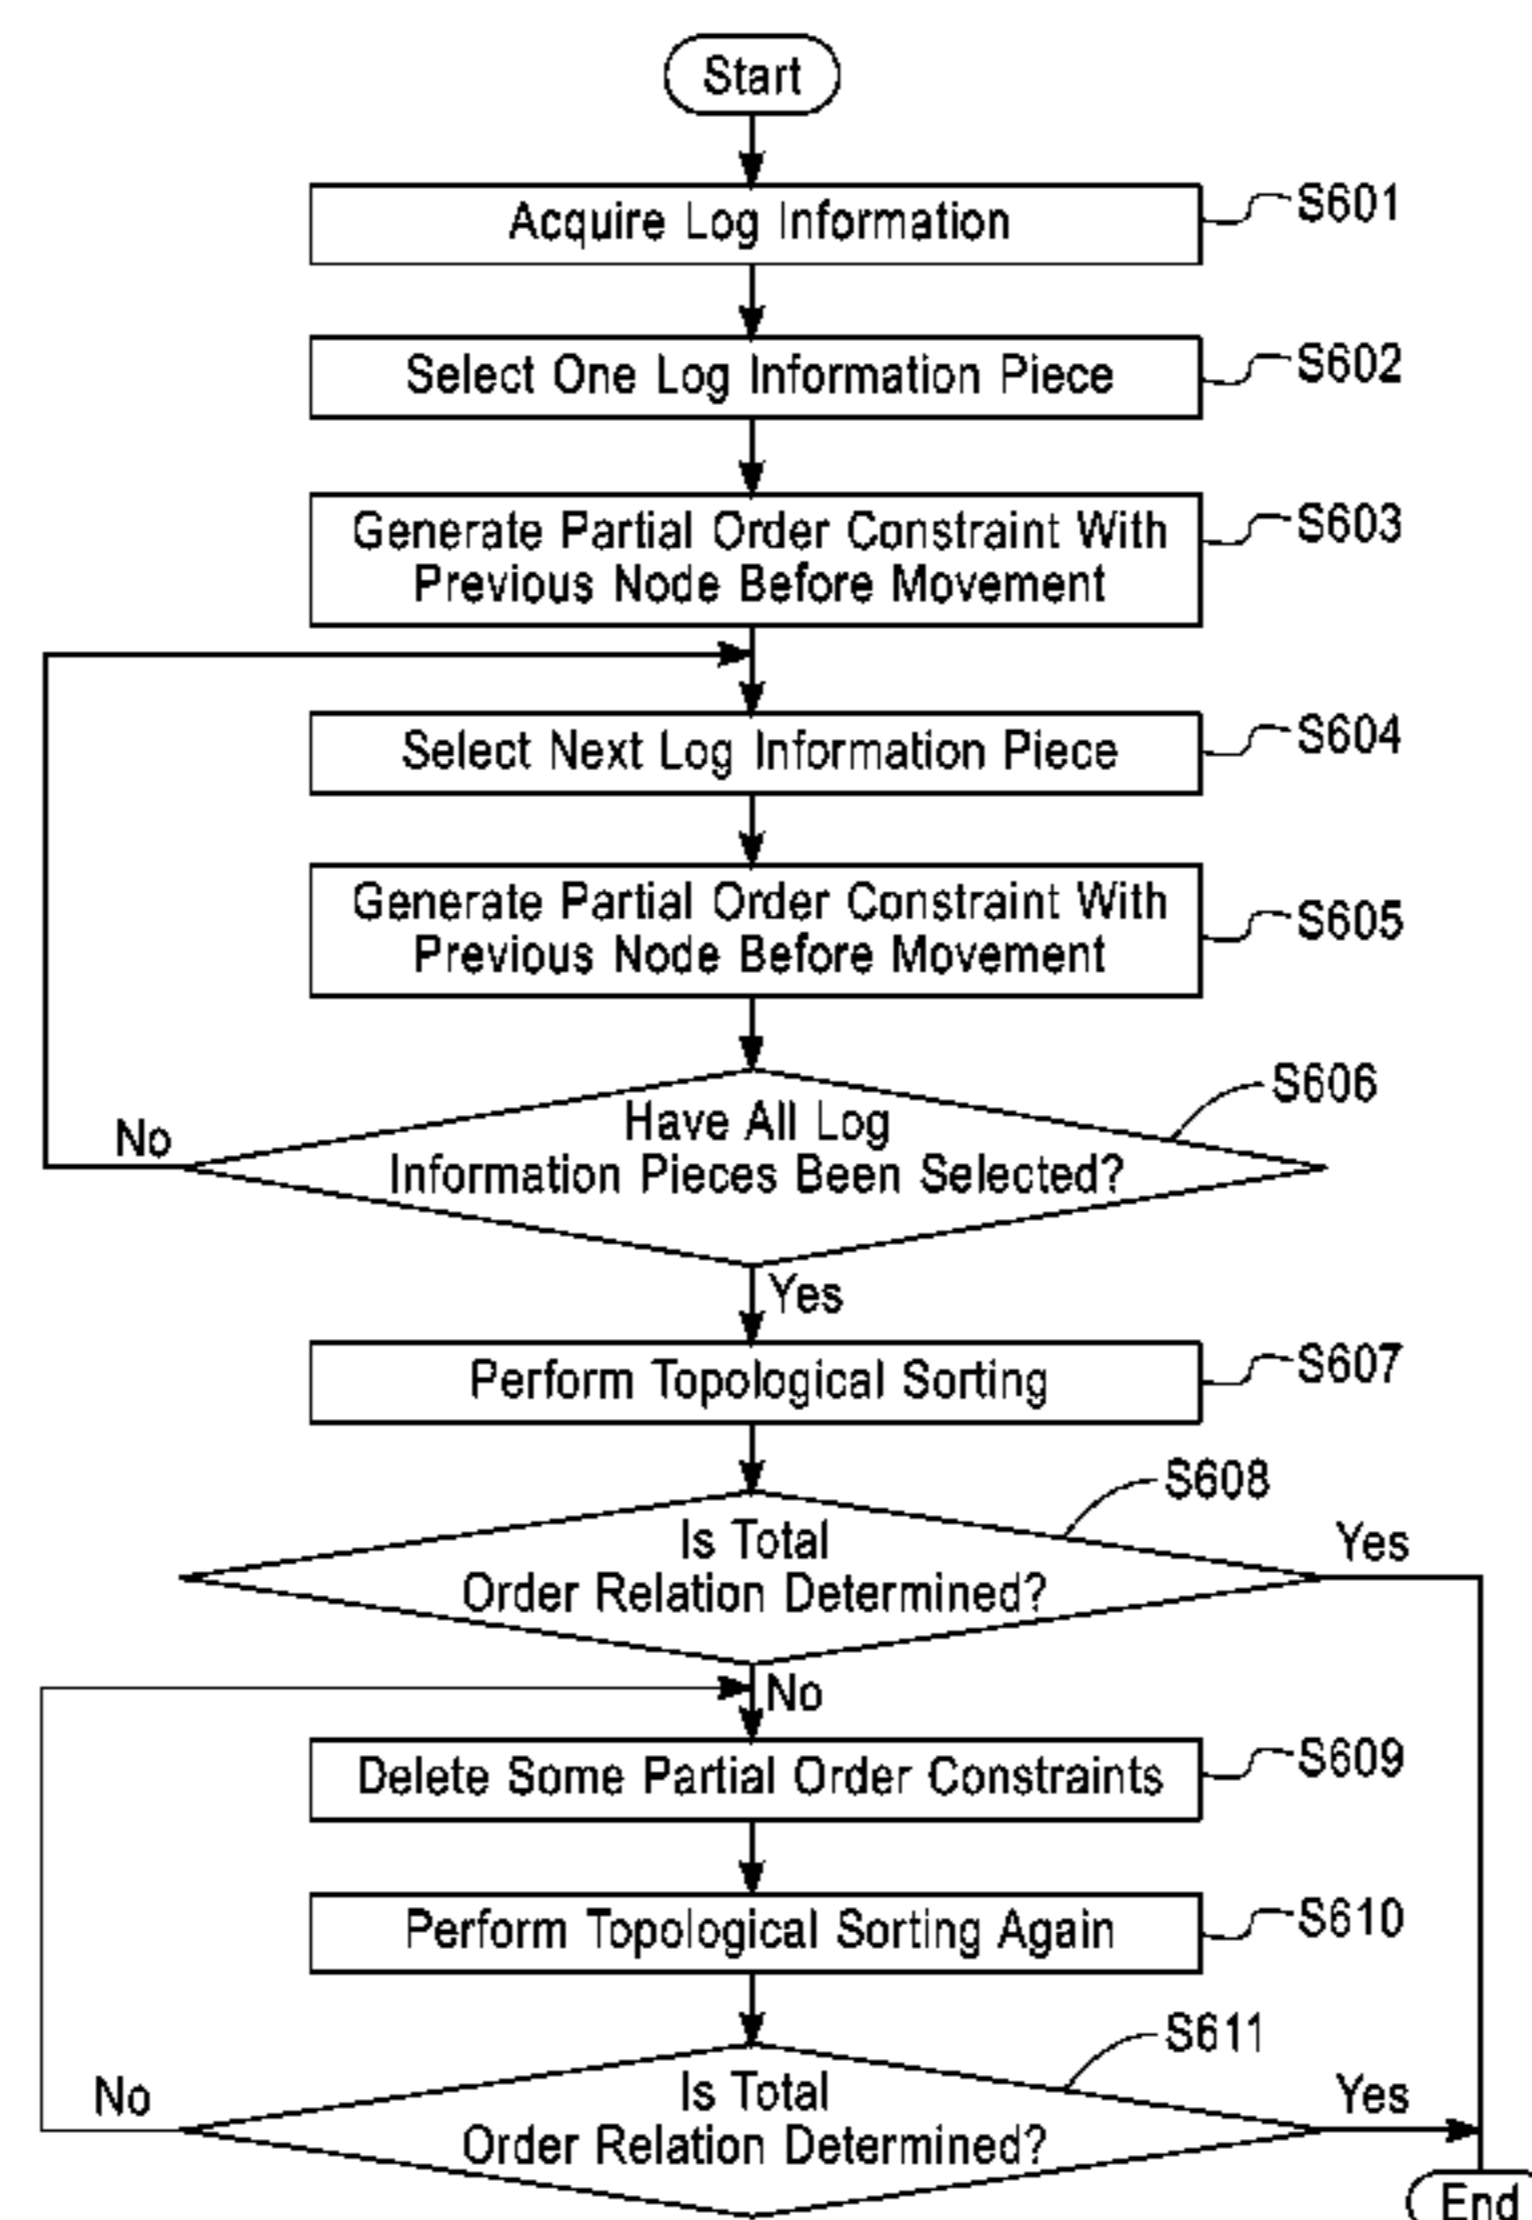 Start
Acquire Log Information
S601
Select One Log Information Piece
S602
Generate Partial Order Constraint With
Previous Node Before Movement
S603
Select Next Log Information Piece
S604
Generate Partial Order Constraint With
Previous Node Before Movement
S605
Have All Log
Information Pieces Been Selected?
S606
No
Yes
Perform Topological Sorting
S607
Is Total
Order Relation Determined?
S608
Yes
No
Delete Some Partial Order Constraints
S609
Perform Topological Sorting Again
S610
Is Total
Order Relation Determined?
S611
No
Yes
End